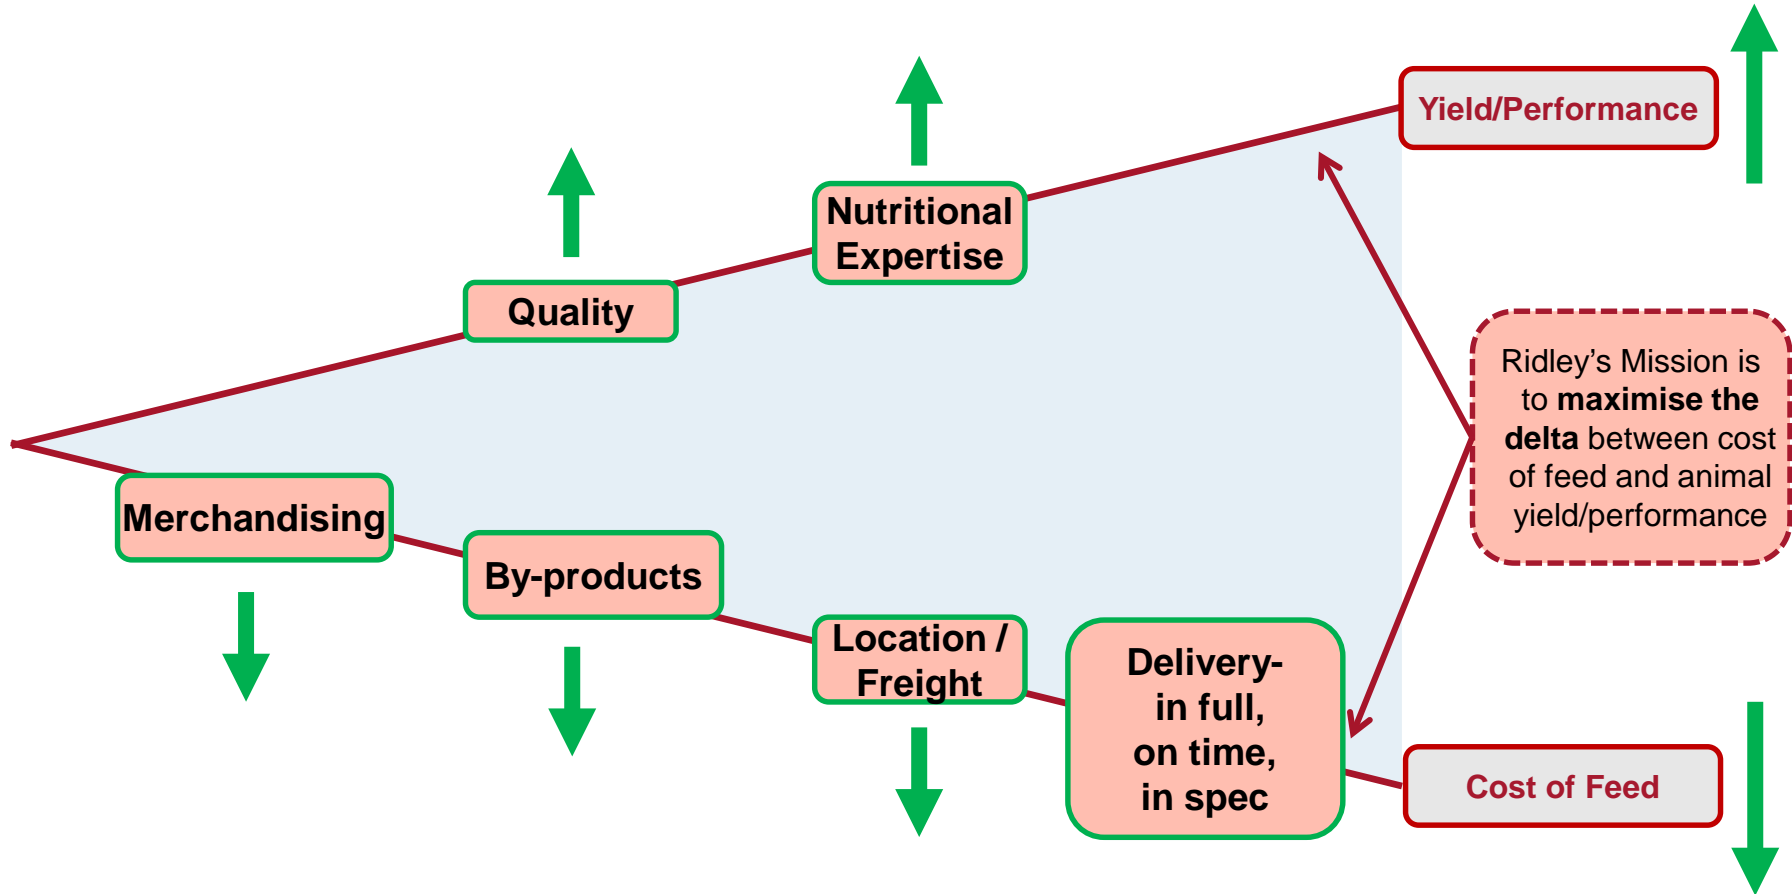 Yield/Performance
Nutritional
Expertise
Quality
Ridley’s Mission is
to maximise the
delta between cost
of feed and animal
yield/performance
Merchandising
By-products
Location /
Freight
Delivery-
in full,
on time,
in spec
Cost of Feed